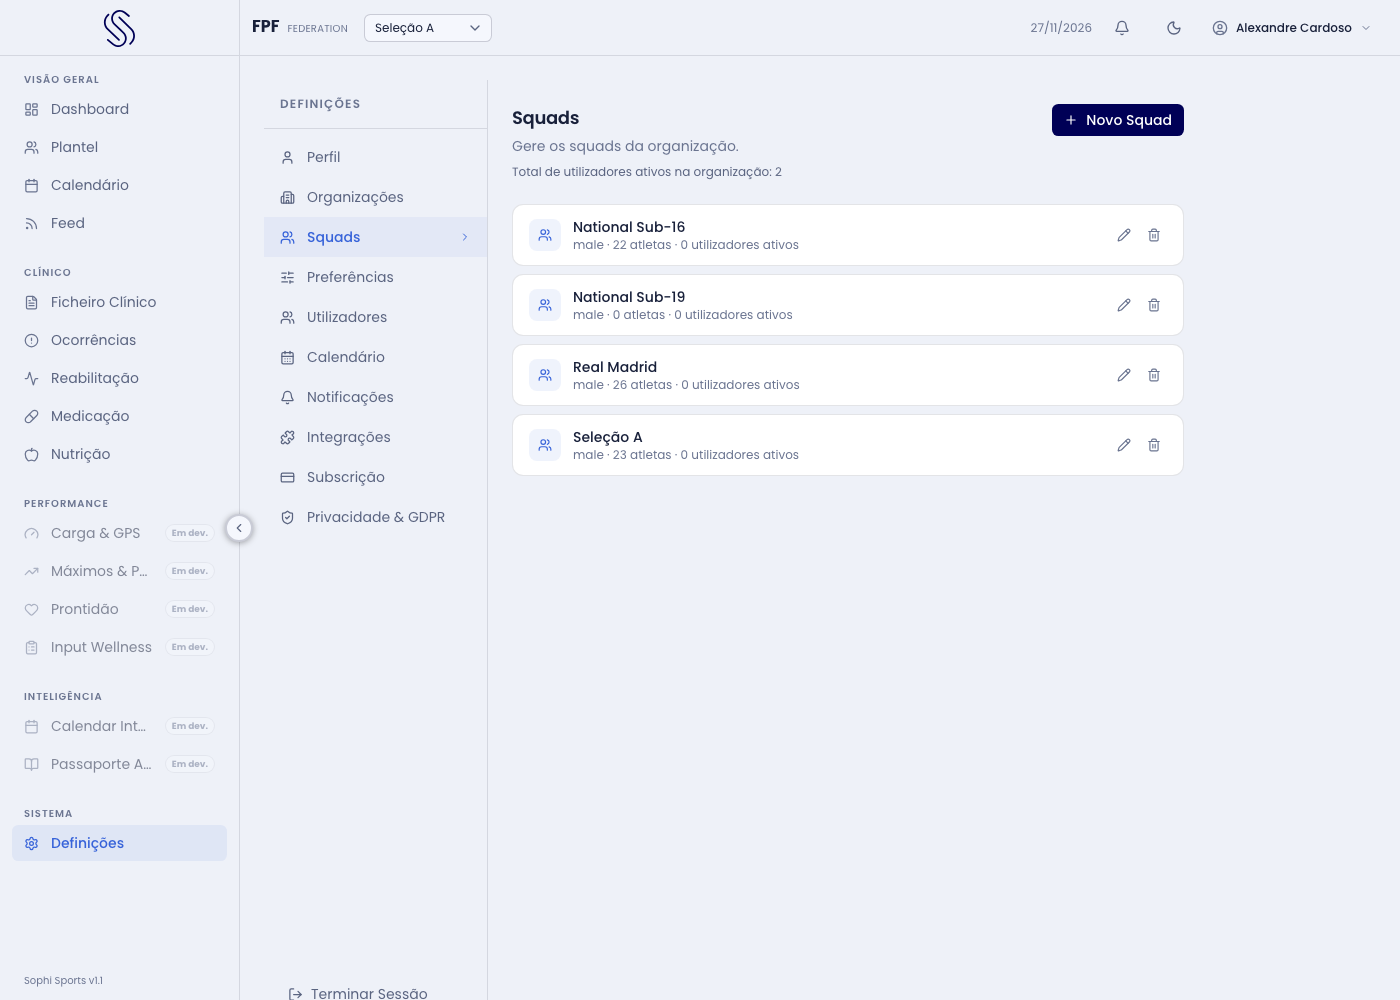 FPF FEDERATION
Seleção A
27/11/2026
Alexandre Cardoso
VISÃO GERAL
Dashboard
Plantel
Calendário
Feed
CLÍNICO
Ficheiro Clínico
Ocorrências
Reabilitação
Medicação
Nutrição
PERFORMANCE
Carga & GPS Em dev.
Máximos & P... Em dev.
Prontidão Em dev.
Input Wellness Em dev.
INTELIGÊNCIA
Calendar Int... Em dev.
Passaporte A... Em dev.
SISTEMA
Definições
Sophi Sports v1.1
DEFINIÇÕES
Perfil
Organizações
Squads
Preferências
Utilizadores
Calendário
Notificações
Integrações
Subscrição
Privacidade & GDPR
Terminar Sessão
Squads
Gere os squads da organização.
Total de utilizadores ativos na organização: 2
Novo Squad
National Sub-16
male · 22 atletas · 0 utilizadores ativos
National Sub-19
male · 0 atletas · 0 utilizadores ativos
Real Madrid
male · 26 atletas · 0 utilizadores ativos
Seleção A
male · 23 atletas · 0 utilizadores ativos